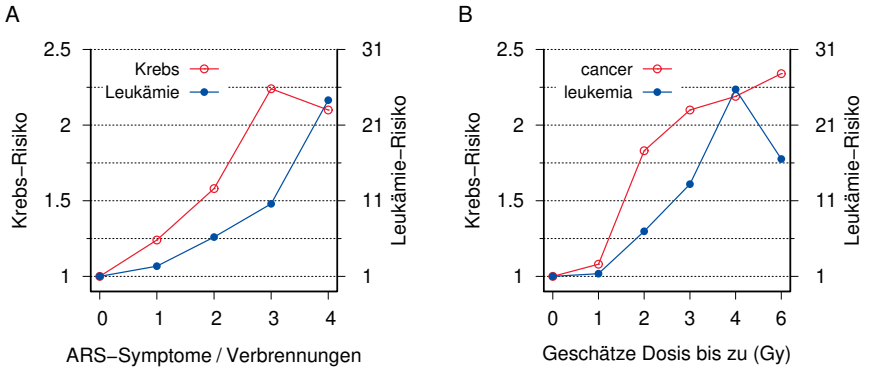 A
Krebs–Risiko
2.5
2
1.5
1
Krebs
Leukämie
31
21
11
1
Leukämie–Risiko
0 1 2 3 4
ARS–Symptome / Verbrennungen
B
Krebs–Risiko
2.5
2
1.5
1
cancer
leukemia
31
21
11
1
Leukämie–Risiko
0 1 2 3 4 6
Geschätze Dosis bis zu (Gy)